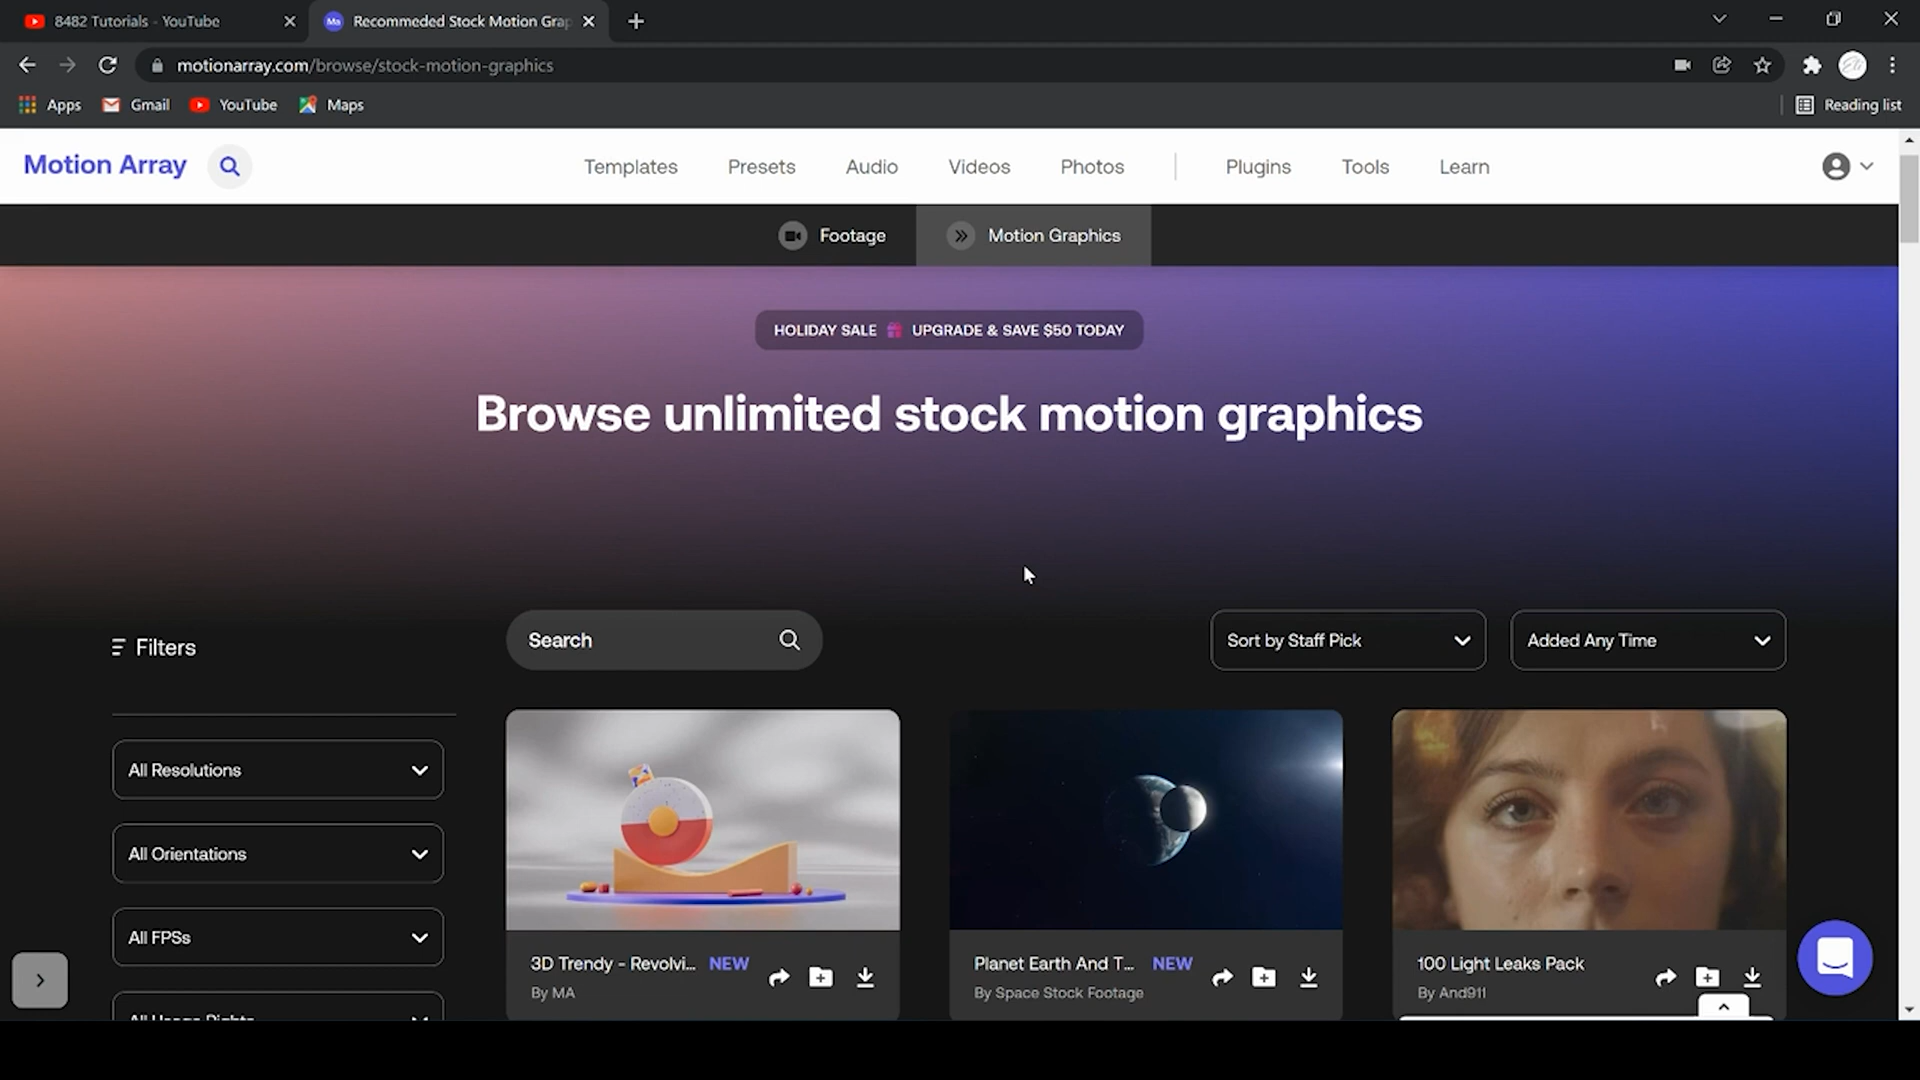 8482 Tutorials - YouTube
Ma Recommeded Stock Motion Grap
motionarray.com/browse/stock-motion-graphics
Apps Gmail YouTube Maps Reading list
Motion Array
Templates Presets Audio Videos Photos Plugins Tools Learn
Footage Motion Graphics
HOLIDAY SALE UPGRADE & SAVE $50 TODAY
Browse unlimited stock motion graphics
Filters
Search
Sort by Staff Pick
Added Any Time
All Resolutions
All Orientations
All FPSs
All Usage Rights
3D Trendy - Revolvi... NEW
By MA
Planet Earth And T... NEW
By Space Stock Footage
100 Light Leaks Pack
By And911